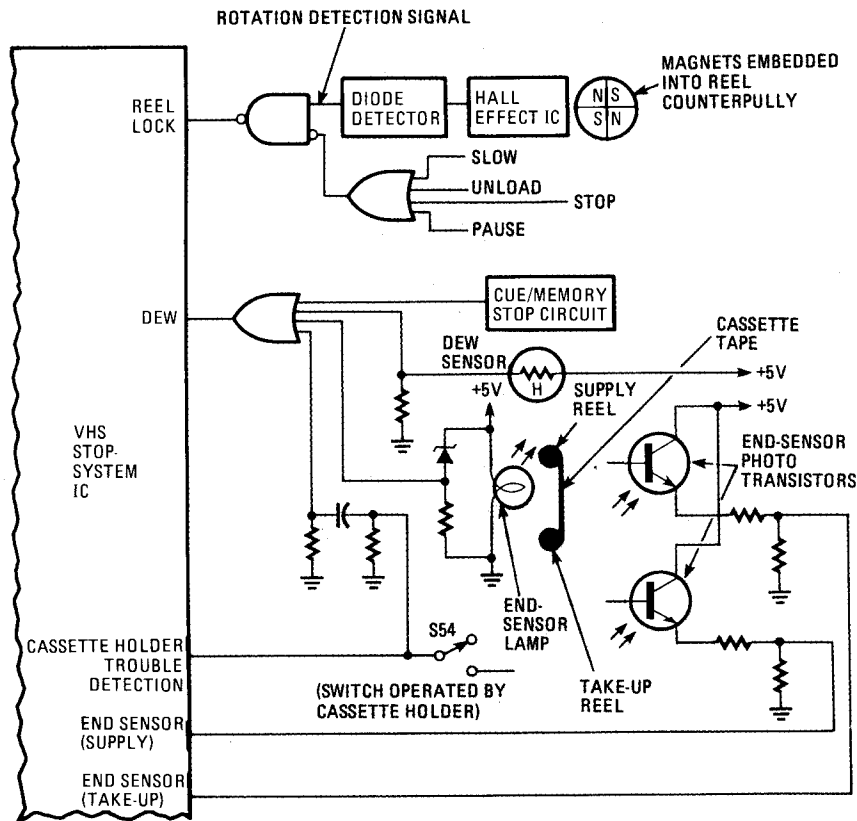 ROTATION DETECTION SIGNAL
MAGNETS EMBEDDED
INTO REEL
COUNTERPULLY
REEL
LOCK
DIODE
DETECTOR
HALL
EFFECT IC
N S
S N
SLOW
UNLOAD
STOP
PAUSE
DEW
CUE/MEMORY
STOP CIRCUIT
CASSETTE
TAPE
DEW
SENSOR
H
+5V
+5V
SUPPLY
REEL
+5V
VHS
STOP-
SYSTEM
IC
END-SENSOR
PHOTO
TRANSISTORS
END-
SENSOR
LAMP
S54
TAKE-UP
REEL
CASSETTE HOLDER
TROUBLE
DETECTION
(SWITCH OPERATED BY
CASSETTE HOLDER)
END SENSOR
(SUPPLY)
END SENSOR
(TAKE-UP)